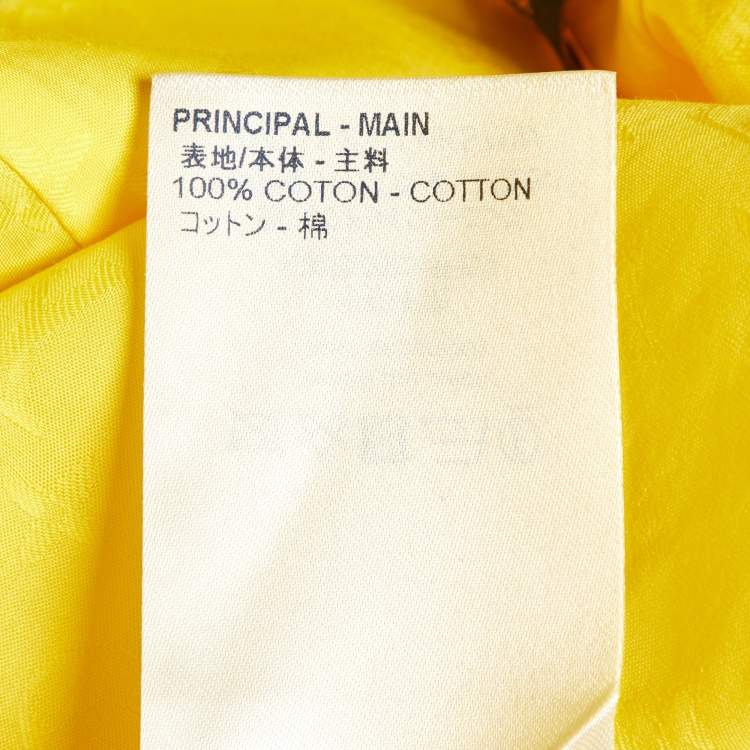 PRINCIPAL - MAIN
表地/本体 - 主料
100% COTON - COTTON
コットン - 棉